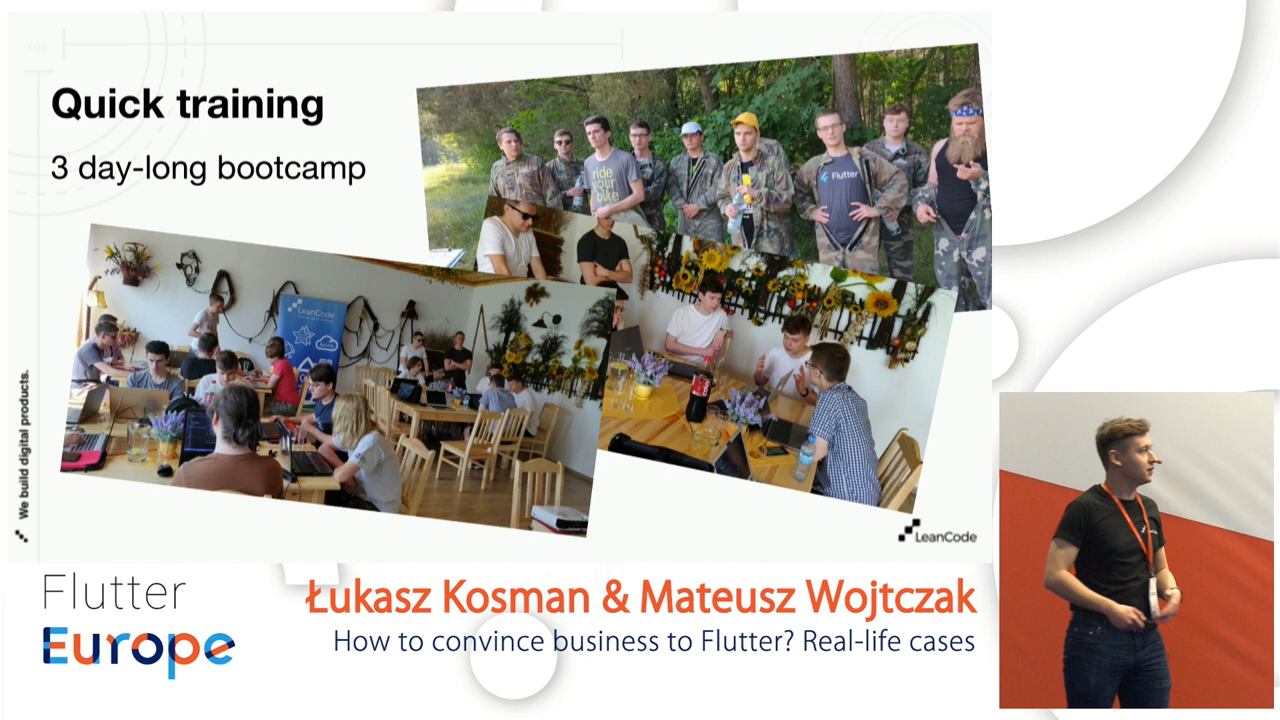 Quick training
3 day-long bootcamp
ride
your
bike
Flutter
LeanCode
We build digital products.
LeanCode
Flutter
Europe
Łukasz Kosman & Mateusz Wojtczak
How to convince business to Flutter? Real-life cases